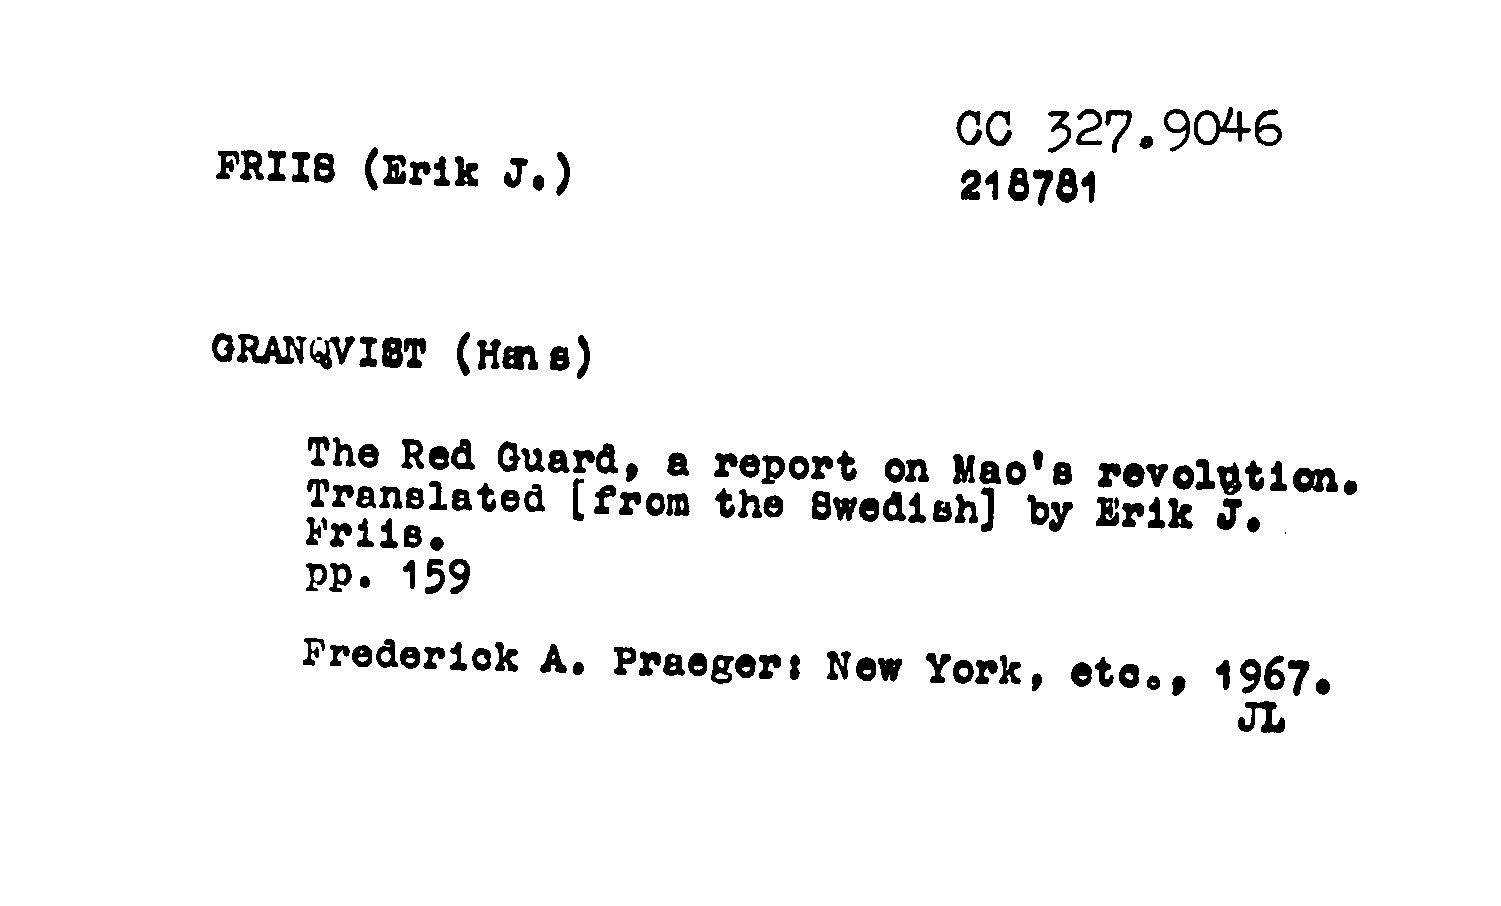 CC 327.9046
FRIIS (Erik J.)
218781
GRANQVIST (Hans)
The Red Guard, a report on Mao's revolution.
Translated [from the Swedish] by Erik J.
Friis.
pp. 159
Frederick A. Praeger: New York, etc., 1967.
JL